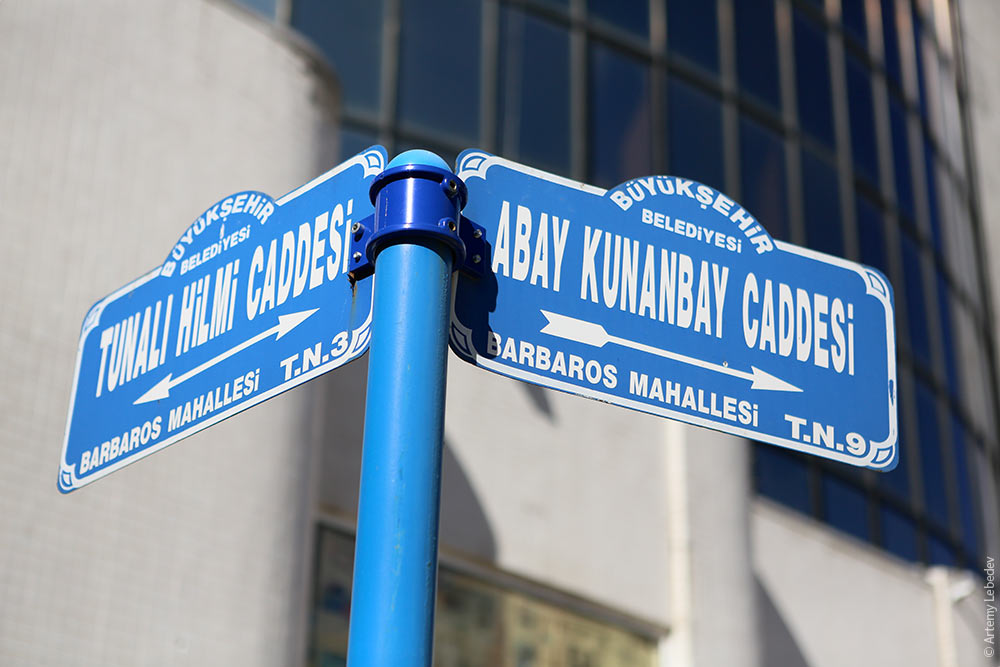 BÜYÜKŞEHİR
BELEDİYESİ
TUNALI HİLMİ CADDESİ
BARBAROS MAHALLESİ T.N.3
BÜYÜKŞEHİR
BELEDİYESİ
ABAY KUNANBAY CADDESİ
BARBAROS MAHALLESİ T.N.9
© Artemy Lebedev